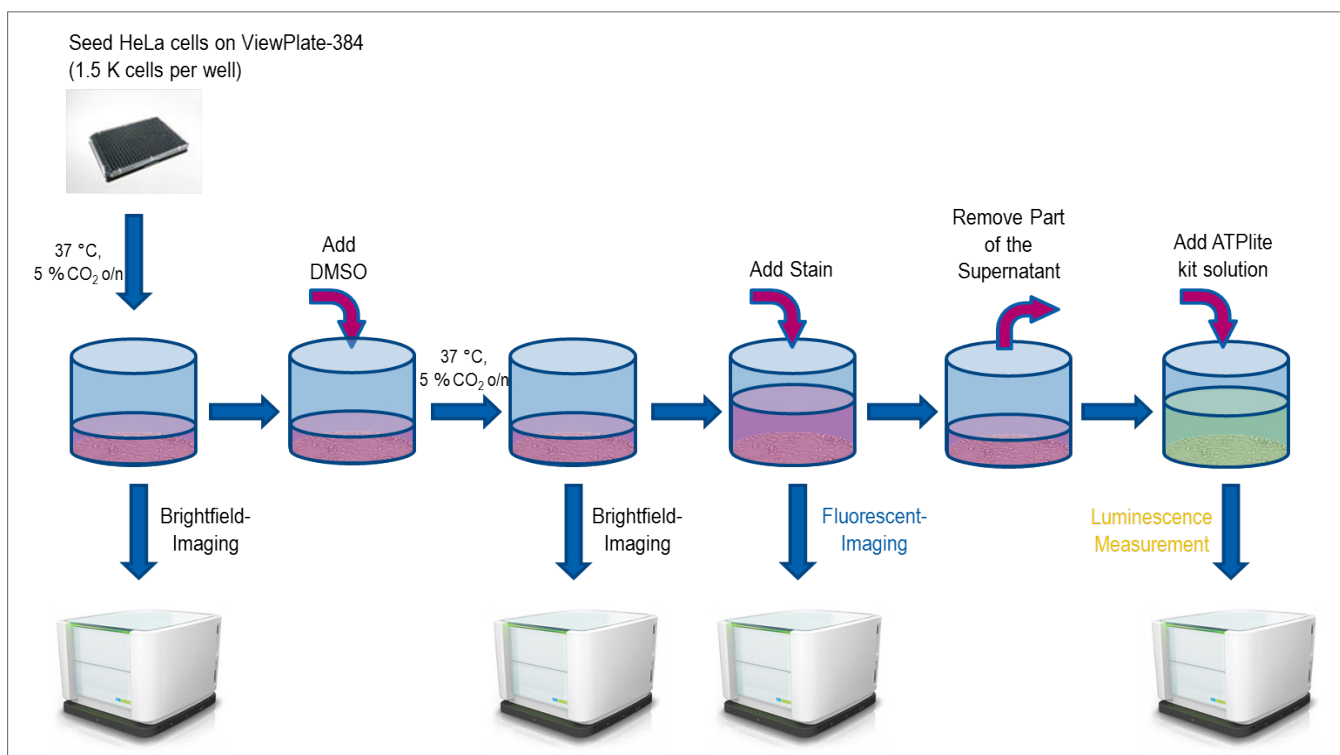 Seed HeLa cells on ViewPlate-384
(1.5 K cells per well)
37 °C,
5 % CO₂ o/n
Add
DMSO
37 °C,
5 % CO₂ o/n
Add Stain
Remove Part
of the
Supernatant
Add ATPlite
kit solution
Brightfield-
Imaging
Brightfield-
Imaging
Fluorescent-
Imaging
Luminescence
Measurement